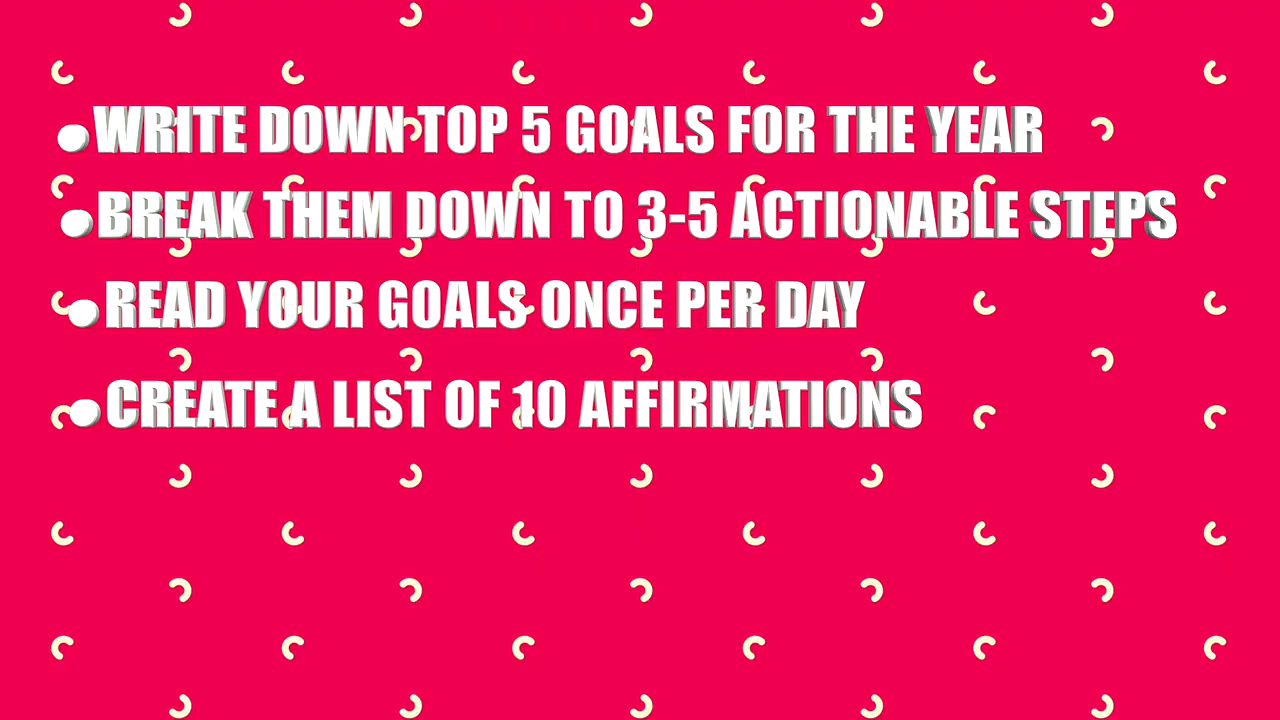 •WRITE DOWN TOP 5 GOALS FOR THE YEAR
•BREAK THEM DOWN TO 3-5 ACTIONABLE STEPS
•READ YOUR GOALS ONCE PER DAY
•CREATE A LIST OF 10 AFFIRMATIONS